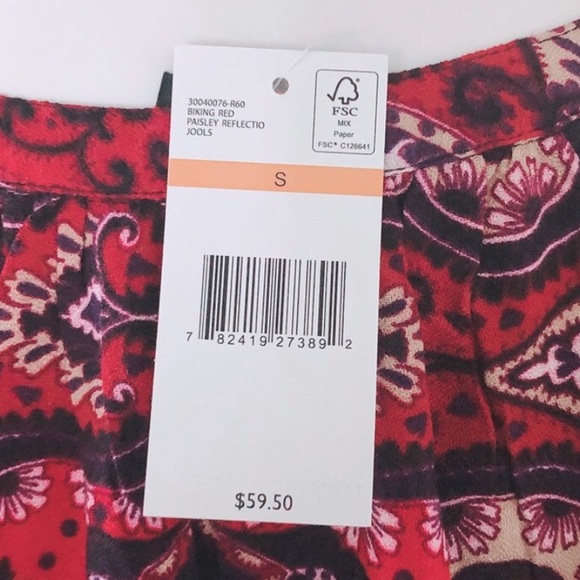 30040076-R60
BIKING RED
PAISLEY REFLECTIO
JOOLS
FSC
MIX
Paper
FSC® C126641
S
7 82419 27389 2
$59.50